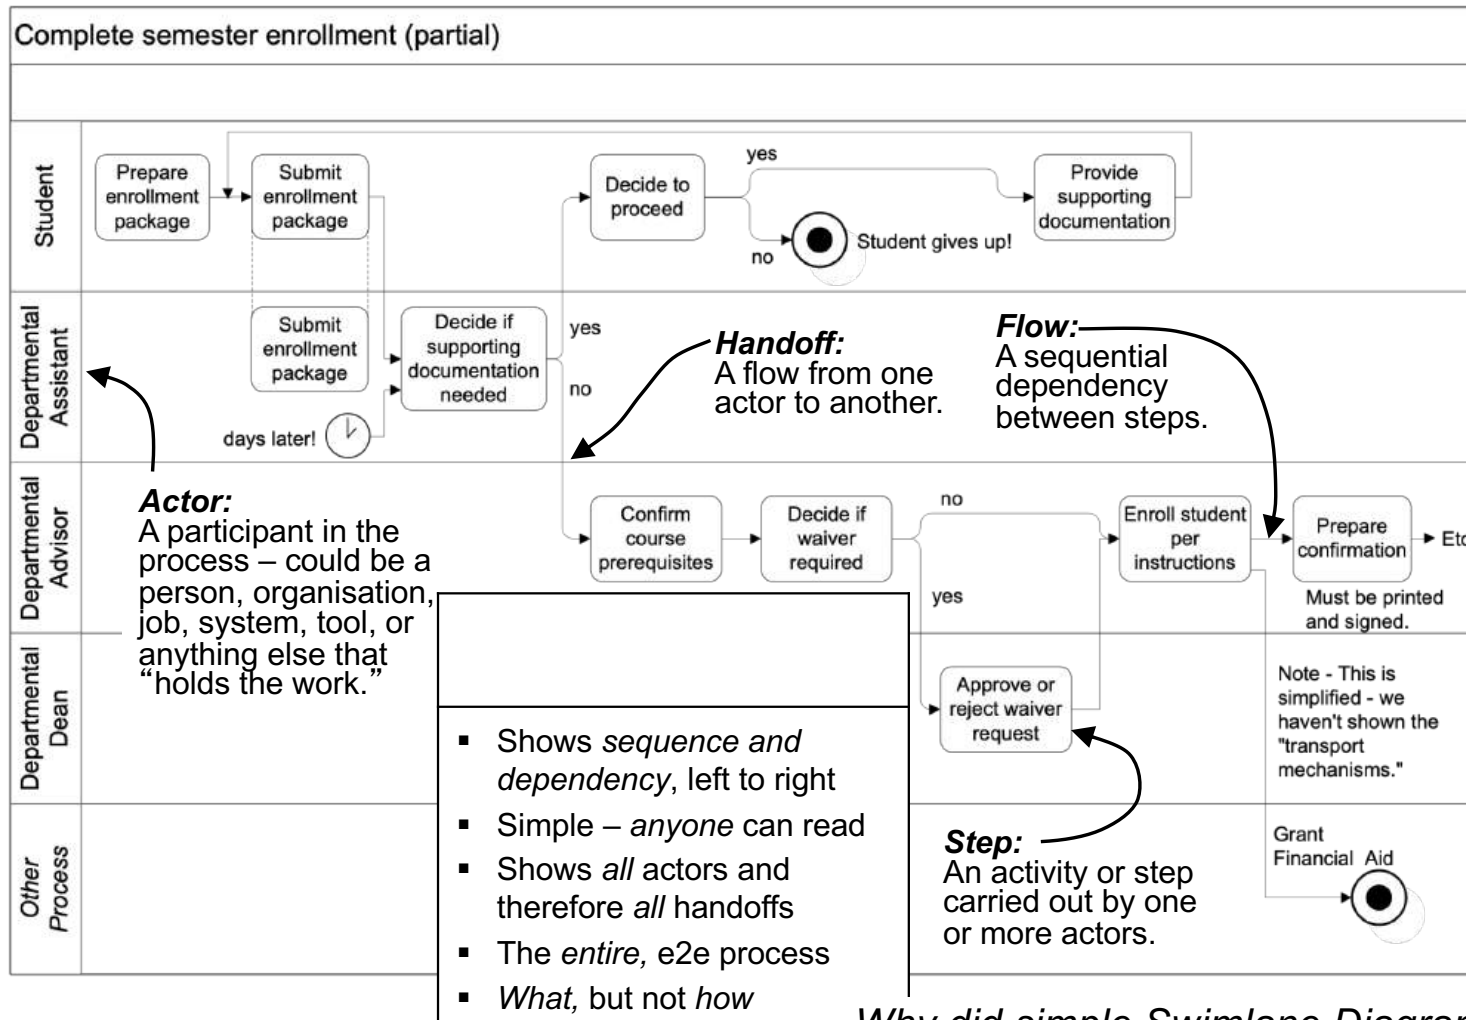 Complete semester enrollment (partial)
Student
Prepare
enrollment
package
Submit
enrollment
package
Decide to
proceed
yes
no
Student gives up!
Provide
supporting
documentation
Departmental
Assistant
Submit
enrollment
package
days later!
Decide if
supporting
documentation
needed
yes
no
Handoff:
A flow from one
actor to another.
Flow:
A sequential
dependency
between steps.
Departmental
Advisor
Actor:
A participant in the
process – could be a
person, organisation,
job, system, tool, or
anything else that
“holds the work.”
Confirm
course
prerequisites
Decide if
waiver
required
no
yes
Enroll student
per
instructions
Prepare
confirmation
Etc
Must be printed
and signed.
Departmental
Dean
Approve or
reject waiver
request
Note - This is
simplified - we
haven't shown the
"transport
mechanisms."
▪ Shows sequence and
dependency, left to right
▪ Simple – anyone can read
▪ Shows all actors and
therefore all handoffs
▪ The entire, e2e process
▪ What, but not how
Other
Process
Step:
An activity or step
carried out by one
or more actors.
Grant
Financial Aid
Why did simple Swimlane Diagra